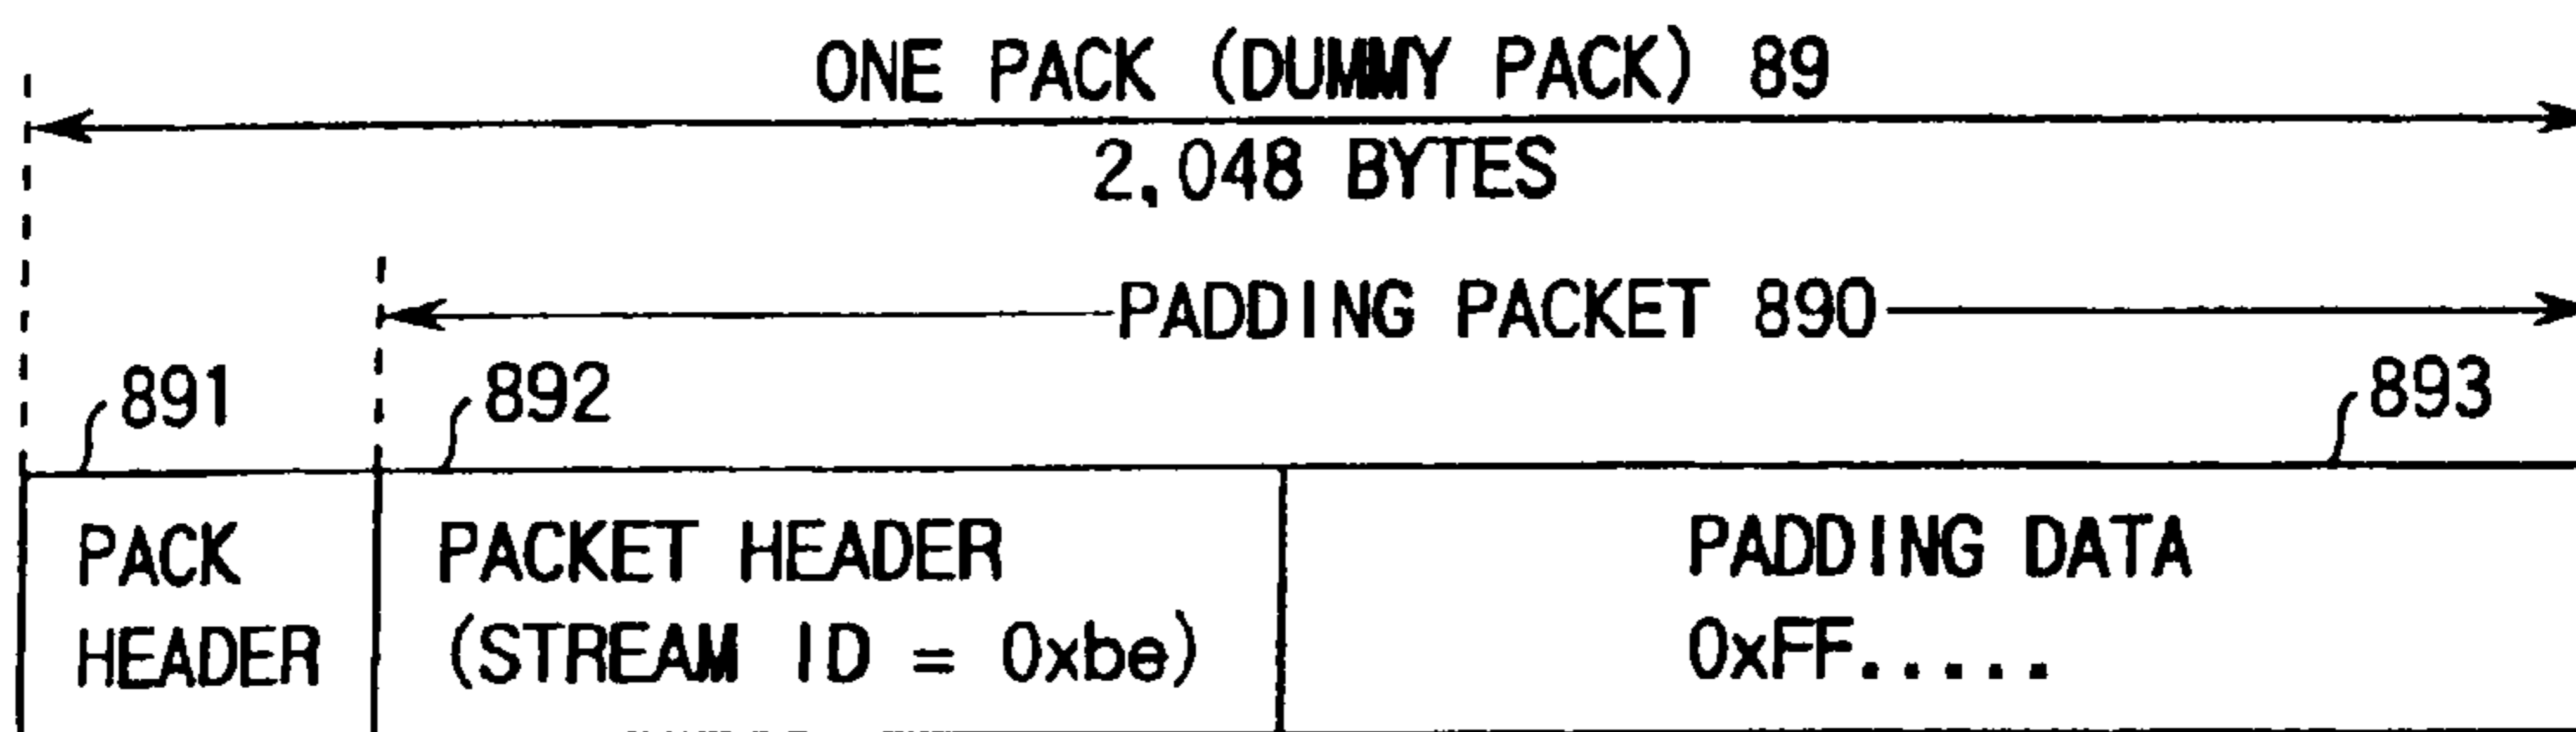 ONE PACK (DUMMY PACK) 89
2,048 BYTES
PADDING PACKET 890
891
892
893
PACK
HEADER
PACKET HEADER
(STREAM ID = 0xbe)
PADDING DATA
0xFF.....